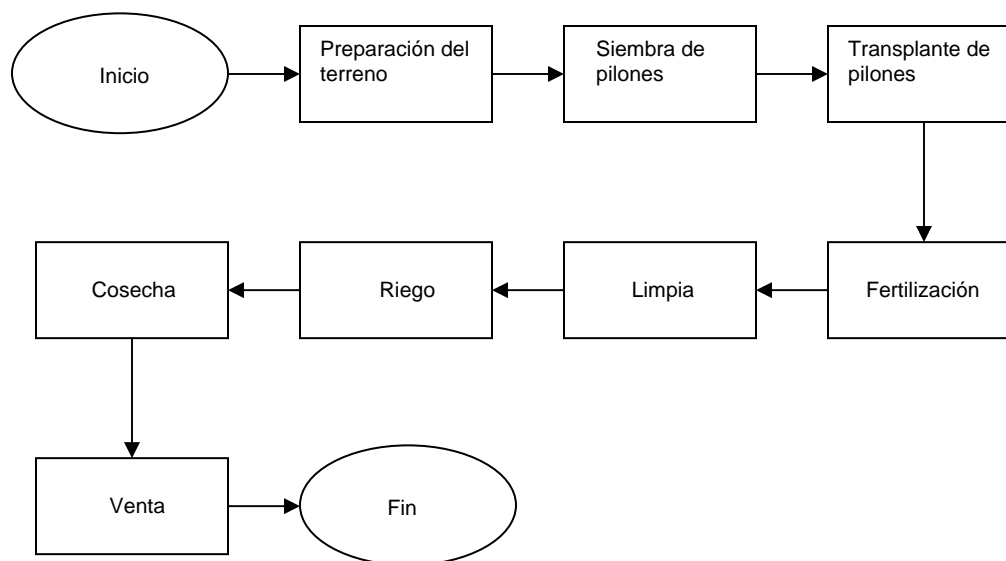 Inicio
Preparación del
terreno
Siembra de
pilones
Transplante de
pilones
Fertilización
Limpia
Riego
Cosecha
Venta
Fin